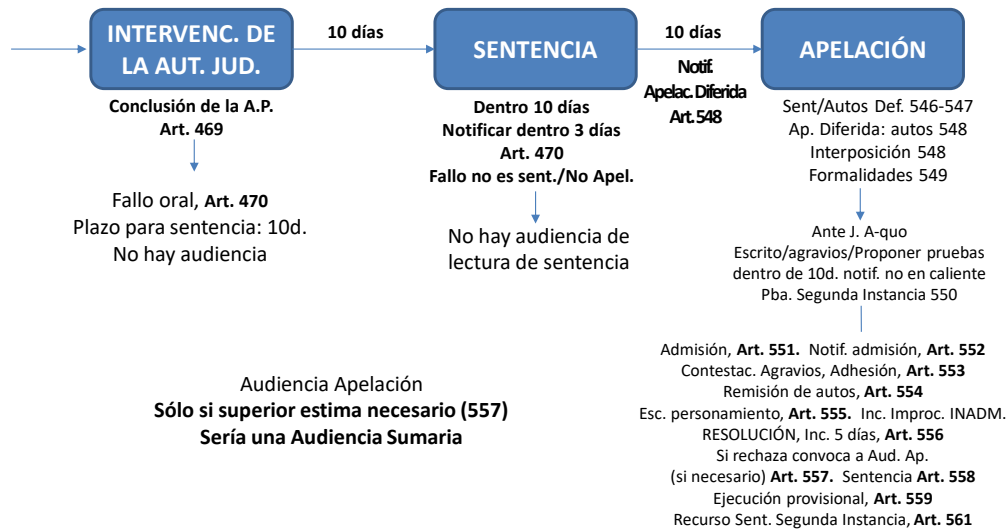 INTERVENC. DE
LA AUT. JUD.
Conclusión de la A.P.
Art. 469
Fallo oral, Art. 470
Plazo para sentencia: 10d.
No hay audiencia
10 días
SENTENCIA
Dentro 10 días
Notificar dentro 3 días
Art. 470
Fallo no es sent./No Apel.
No hay audiencia de
lectura de sentencia
10 días
Notif.
Apelac. Diferida
Art. 548
APELACIÓN
Sent/Autos Def. 546-547
Ap. Diferida: autos 548
Interposición 548
Formalidades 549
Ante J. A-quo
Escrito/agravios/Proponer pruebas
dentro de 10d. notif. no en caliente
Pba. Segunda Instancia 550
Admisión, Art. 551. Notif. admisión, Art. 552
Contestac. Agravios, Adhesión, Art. 553
Remisión de autos, Art. 554
Esc. personamiento, Art. 555. Inc. Improc. INADM.
RESOLUCIÓN, Inc. 5 días, Art. 556
Si rechaza convoca a Aud. Ap.
(si necesario) Art. 557. Sentencia Art. 558
Ejecución provisional, Art. 559
Recurso Sent. Segunda Instancia, Art. 561
Audiencia Apelación
Sólo si superior estima necesario (557)
Sería una Audiencia Sumaria